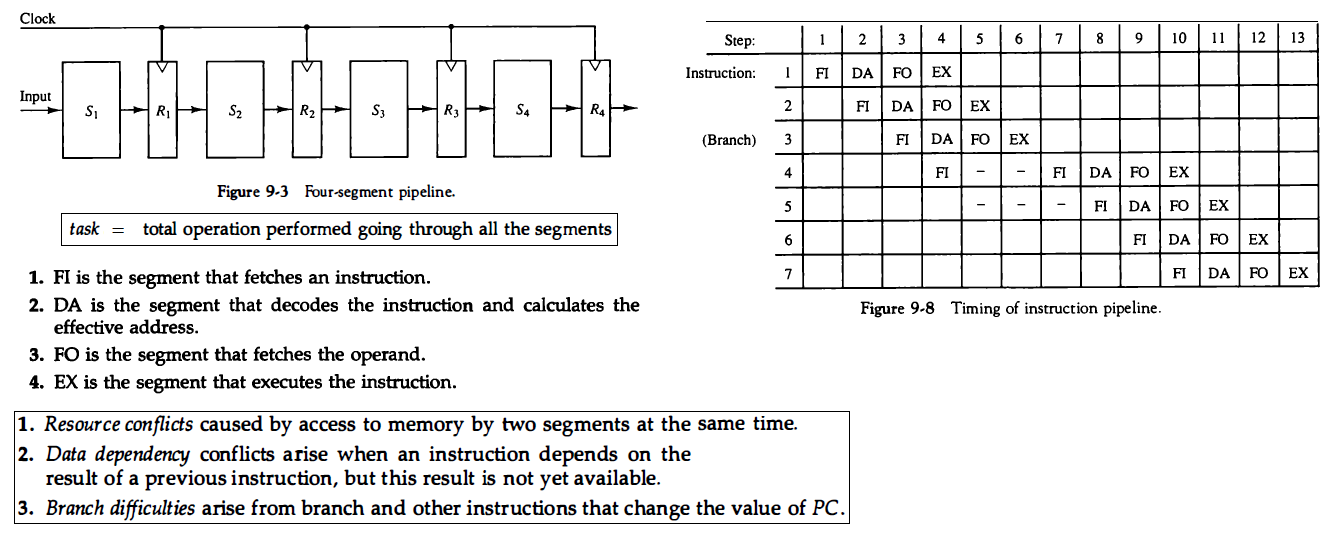 Clock
Input
S1 R1 S2 R2 S3 R3 S4 R4
Figure 9-3 Four-segment pipeline.
task = total operation performed going through all the segments
1. FI is the segment that fetches an instruction.
2. DA is the segment that decodes the instruction and calculates the
effective address.
3. FO is the segment that fetches the operand.
4. EX is the segment that executes the instruction.
Step: 1 2 3 4 5 6 7 8 9 10 11 12 13
Instruction: 1 FI DA FO EX
2 FI DA FO EX
(Branch) 3 FI DA FO EX
4 FI – – FI DA FO EX
5 – – – FI DA FO EX
6 FI DA FO EX
7 FI DA FO EX
Figure 9-8 Timing of instruction pipeline.
1. Resource conflicts caused by access to memory by two segments at the same time.
2. Data dependency conflicts arise when an instruction depends on the
result of a previous instruction, but this result is not yet available.
3. Branch difficulties arise from branch and other instructions that change the value of PC.